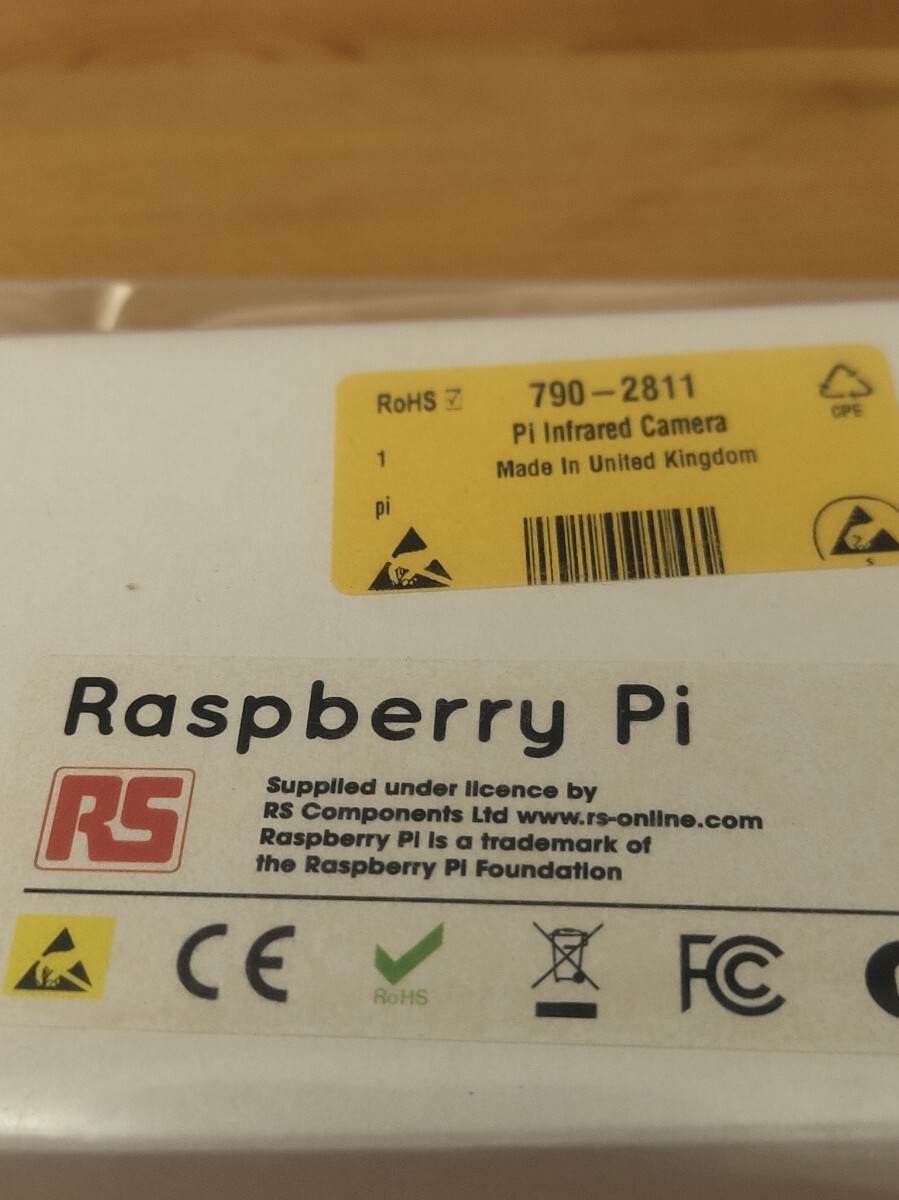 RoHS ☑
790-2811
Pi Infrared Camera
Made In United Kingdom
1
pi
Raspberry Pi
RS
Supplied under licence by
RS Components Ltd www.rs-online.com
Raspberry Pi is a trademark of
the Raspberry Pi Foundation
CE
RoHS
FC